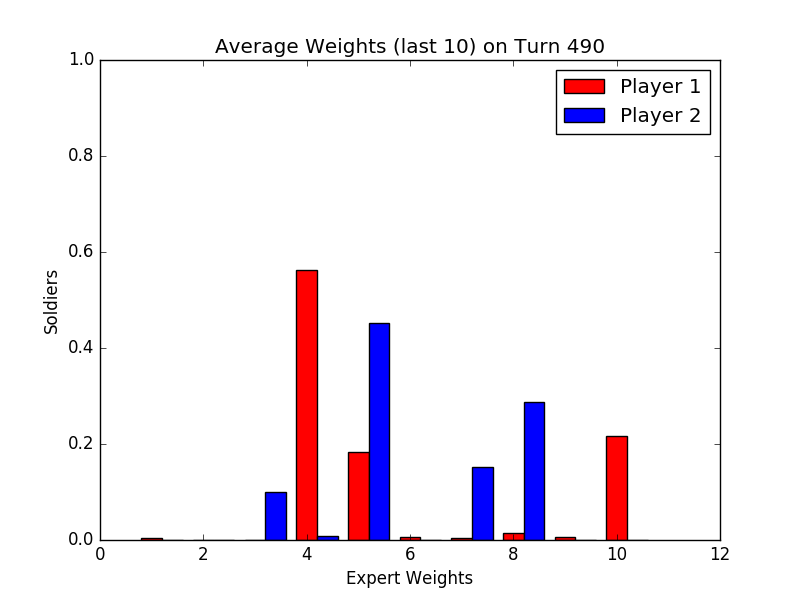 Average Weights (last 10) on Turn 490
1.0
0.8
0.6
0.4
0.2
0.0
Soldiers
Player 1
Player 2
0 2 4 6 8 10 12
Expert Weights